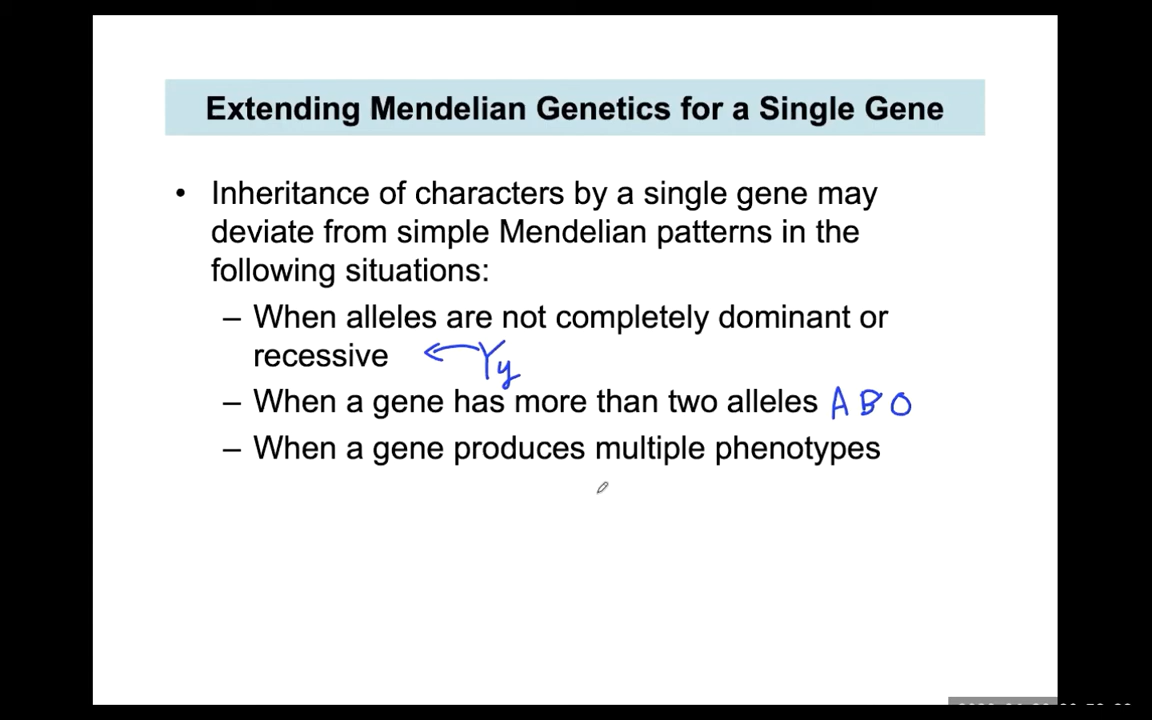 Extending Mendelian Genetics for a Single Gene
• Inheritance of characters by a single gene may
deviate from simple Mendelian patterns in the
following situations:
– When alleles are not completely dominant or
recessive Yy
– When a gene has more than two alleles A B O
– When a gene produces multiple phenotypes